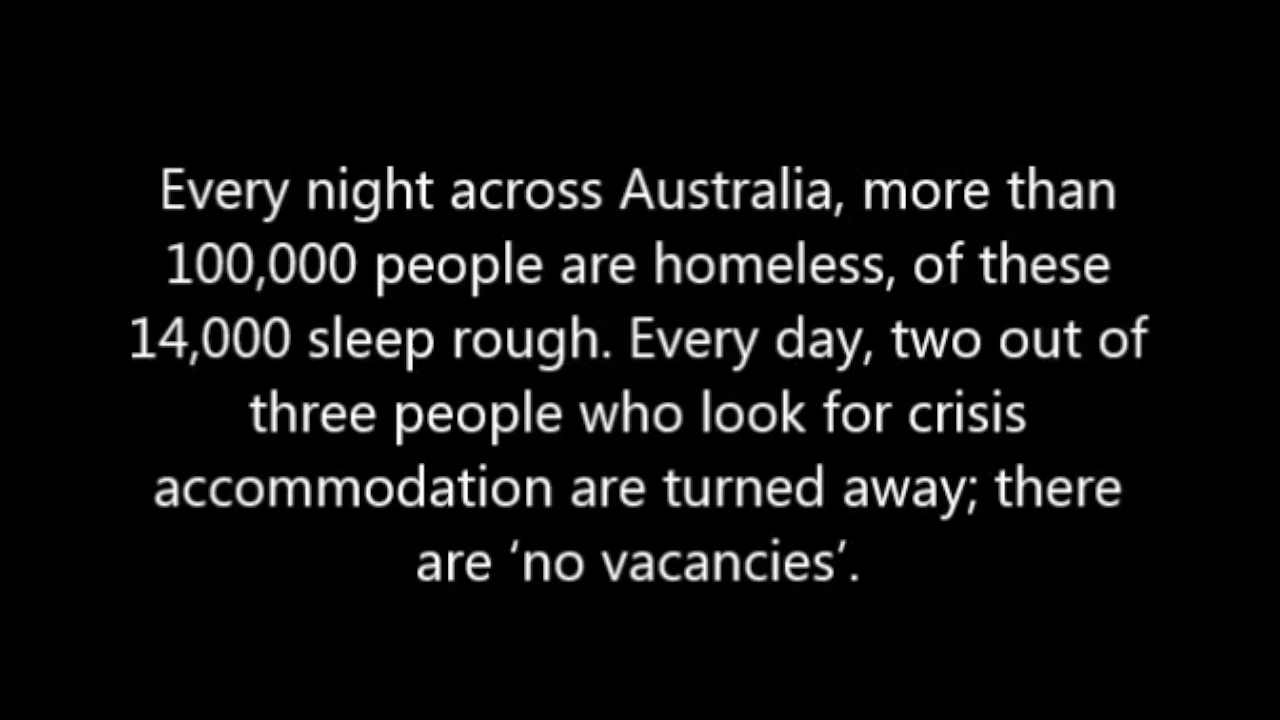 Every night across Australia, more than
100,000 people are homeless, of these
14,000 sleep rough. Every day, two out of
three people who look for crisis
accommodation are turned away; there
are ‘no vacancies’.